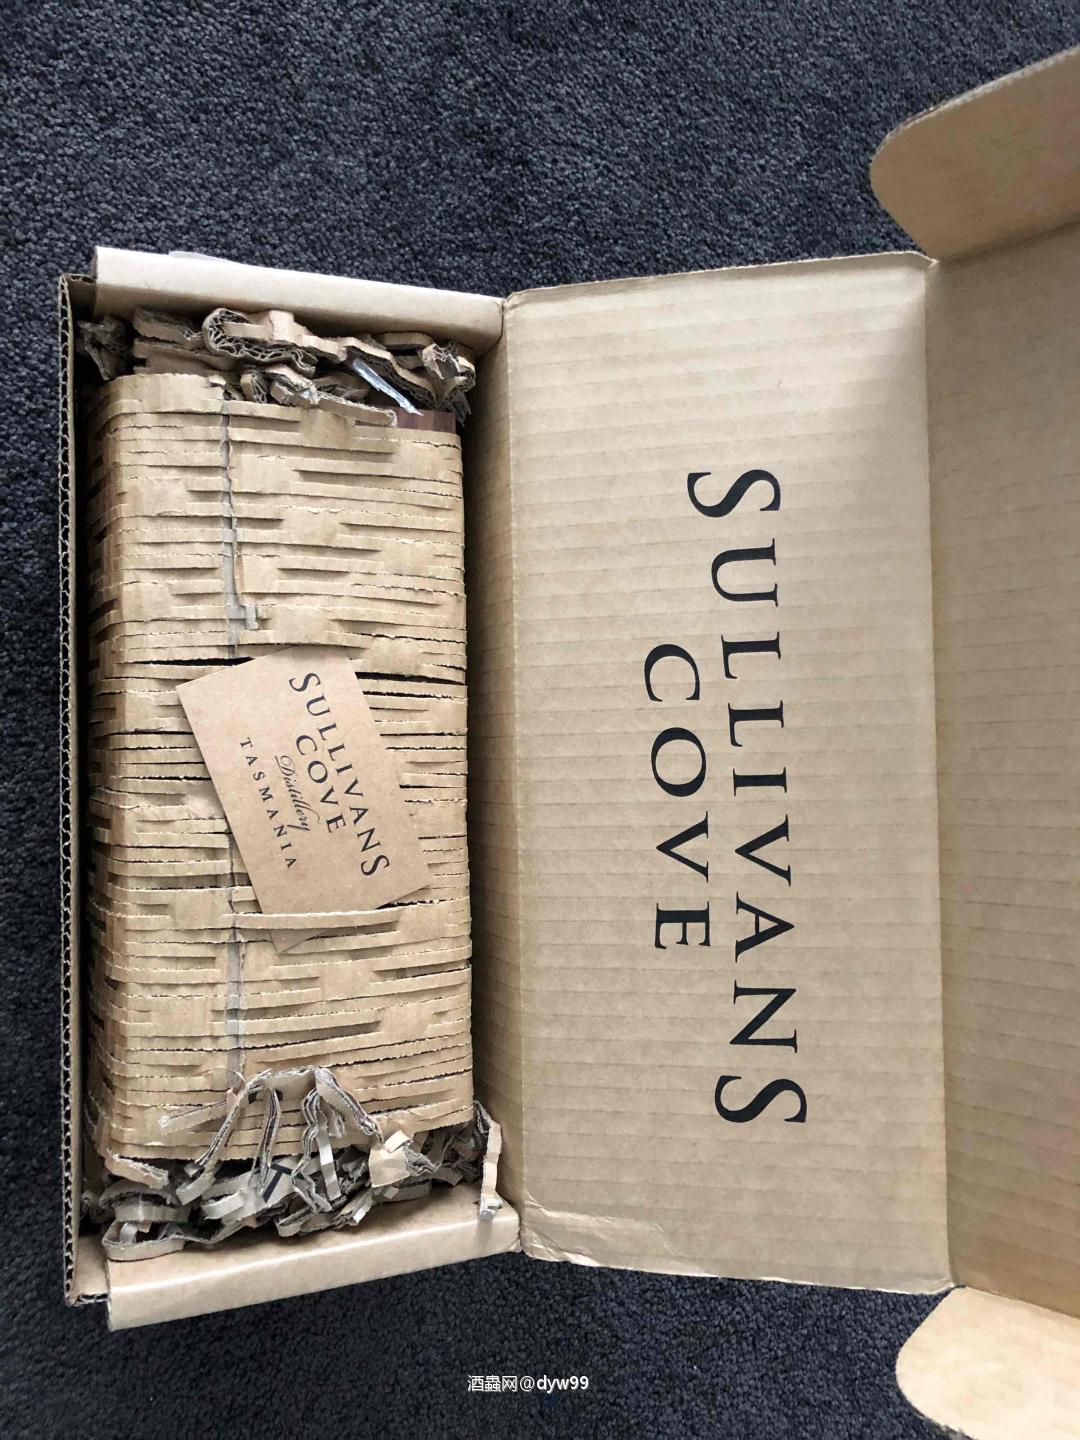 SULLIVANS
COVE
SULLIVANS
COVE
Distillery
TASMANIA
酒蟲网@dyw99